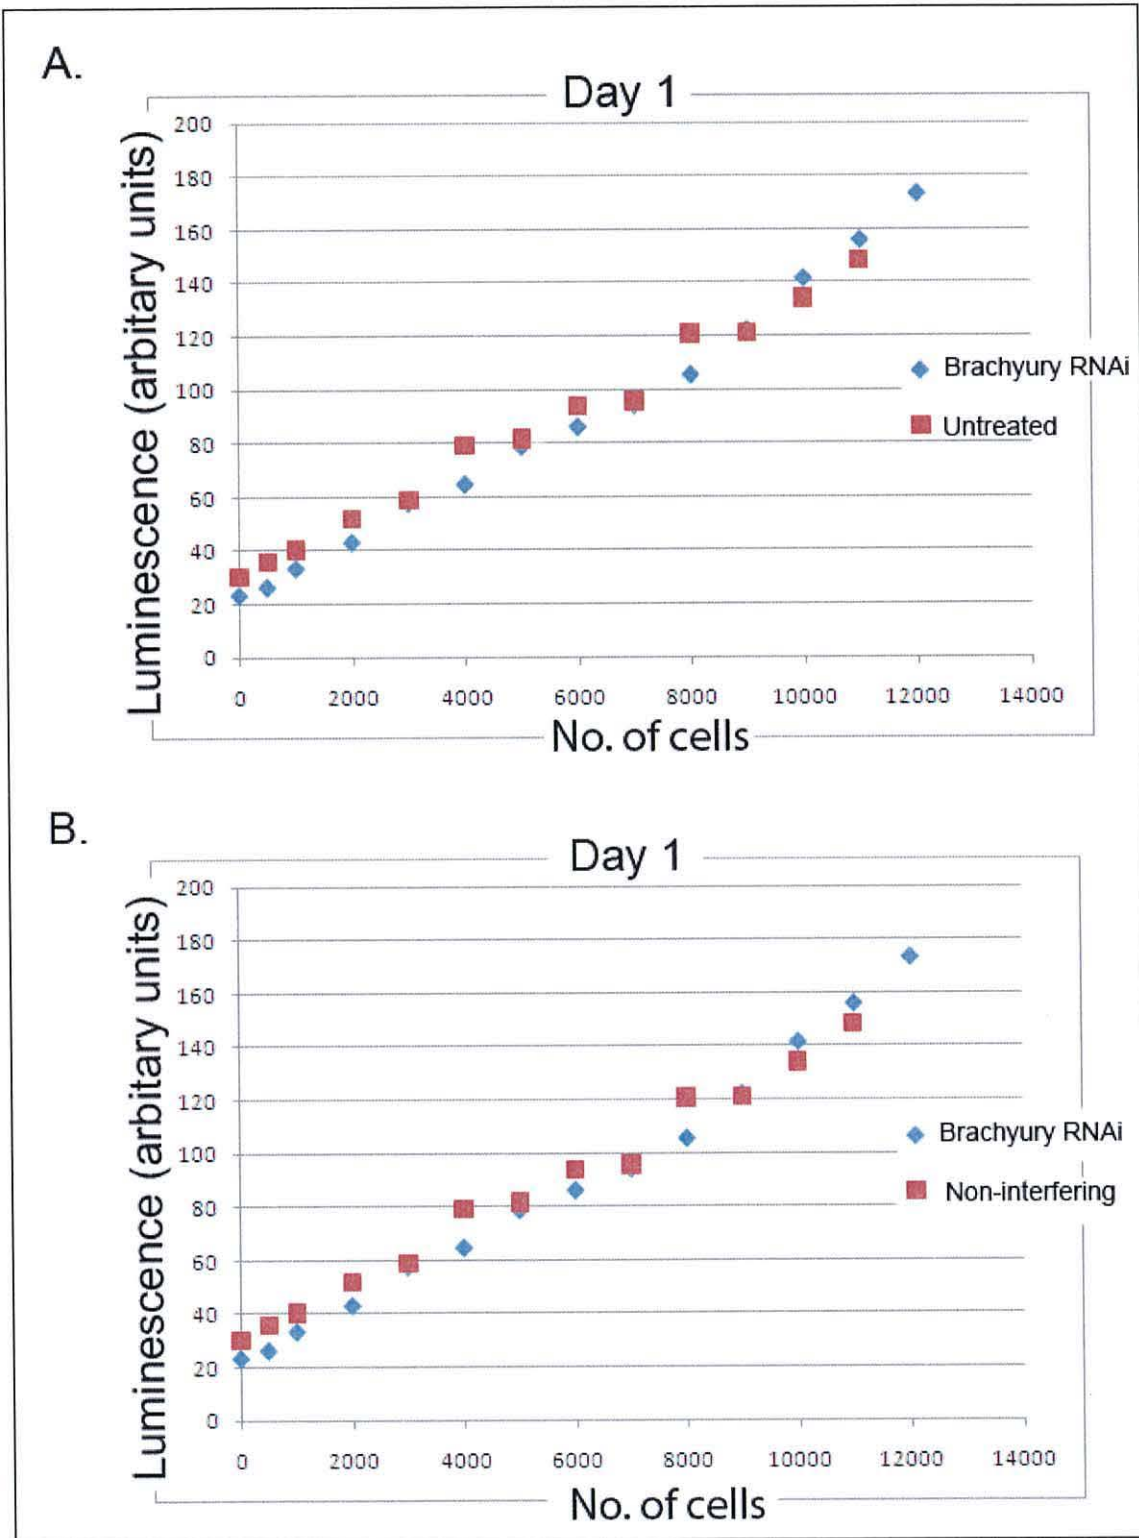 A.
Day 1
Luminescence (arbitary units)
200
180
160
140
120
100
80
60
40
20
0
Brachyury RNAi
Untreated
0 2000 4000 6000 8000 10000 12000 14000
No. of cells
B.
Day 1
Luminescence (arbitary units)
200
180
160
140
120
100
80
60
40
20
0
Brachyury RNAi
Non-interfering
0 2000 4000 6000 8000 10000 12000 14000
No. of cells